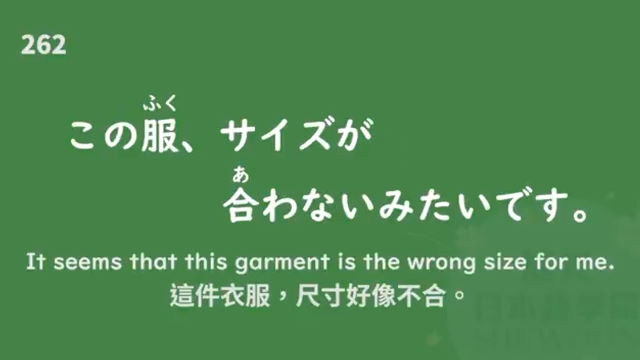 262
ふく
この服、サイズが
あ
合わないみたいです。
It seems that this garment is the wrong size for me.
這件衣服，尺寸好像不合。